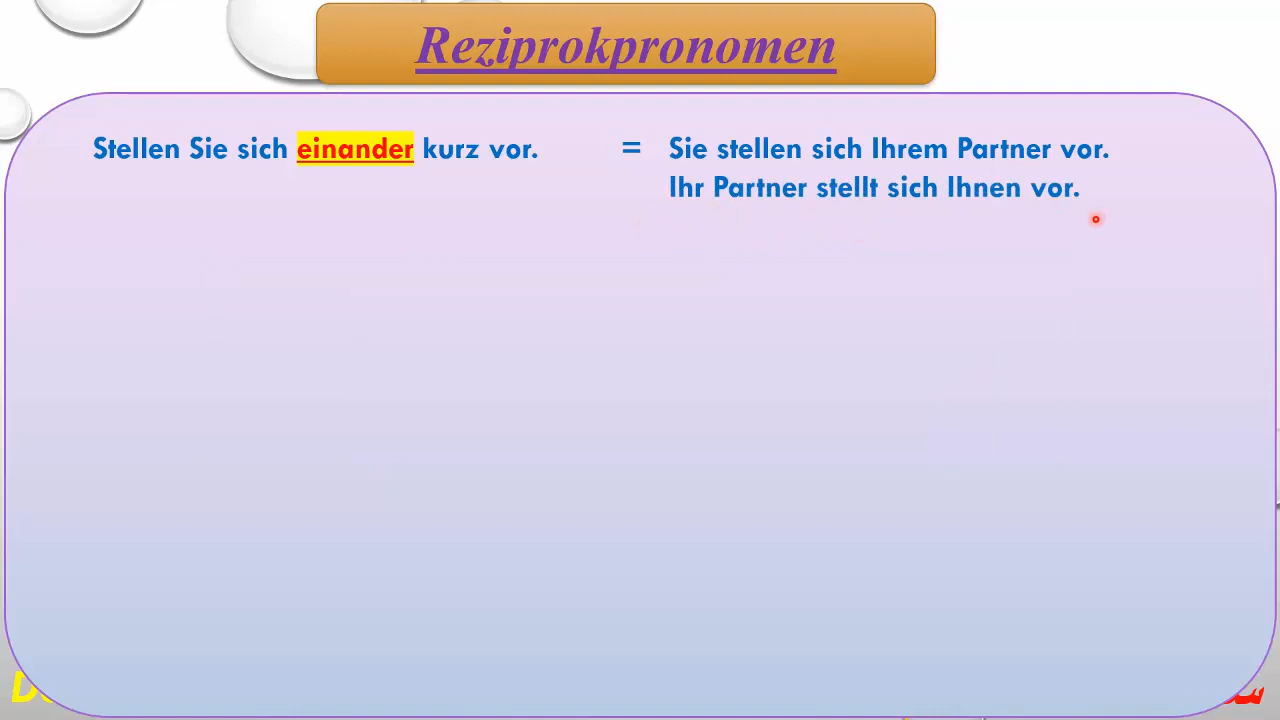 Reziprokpronomen
Stellen Sie sich einander kurz vor. = Sie stellen sich Ihrem Partner vor.
Ihr Partner stellt sich Ihnen vor.